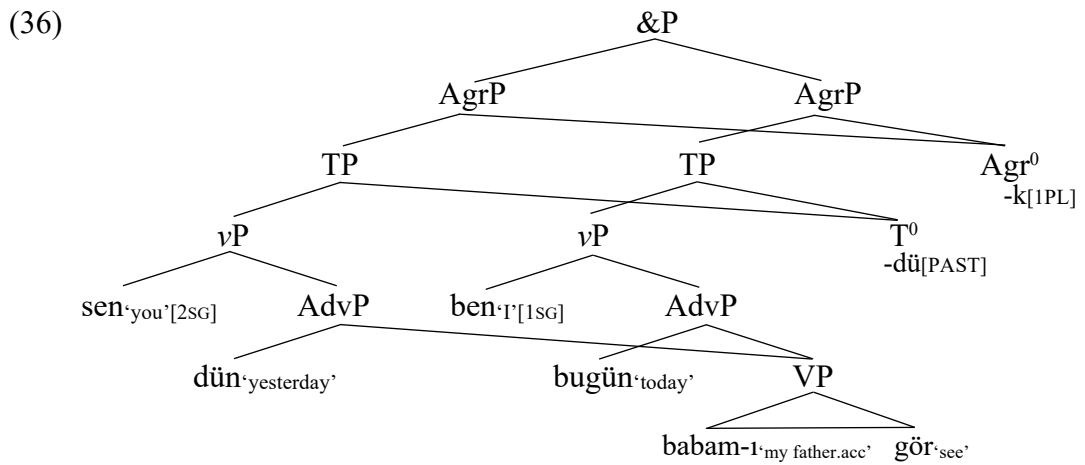 (36)
&P
AgrP AgrP
TP TP Agr⁰
-k[1PL]
vP vP T⁰
-dü[PAST]
sen‘you’[2SG] AdvP ben‘I’[1SG] AdvP
dün‘yesterday’ bugün‘today’ VP
babam-ı‘my father.acc’ gör‘see’